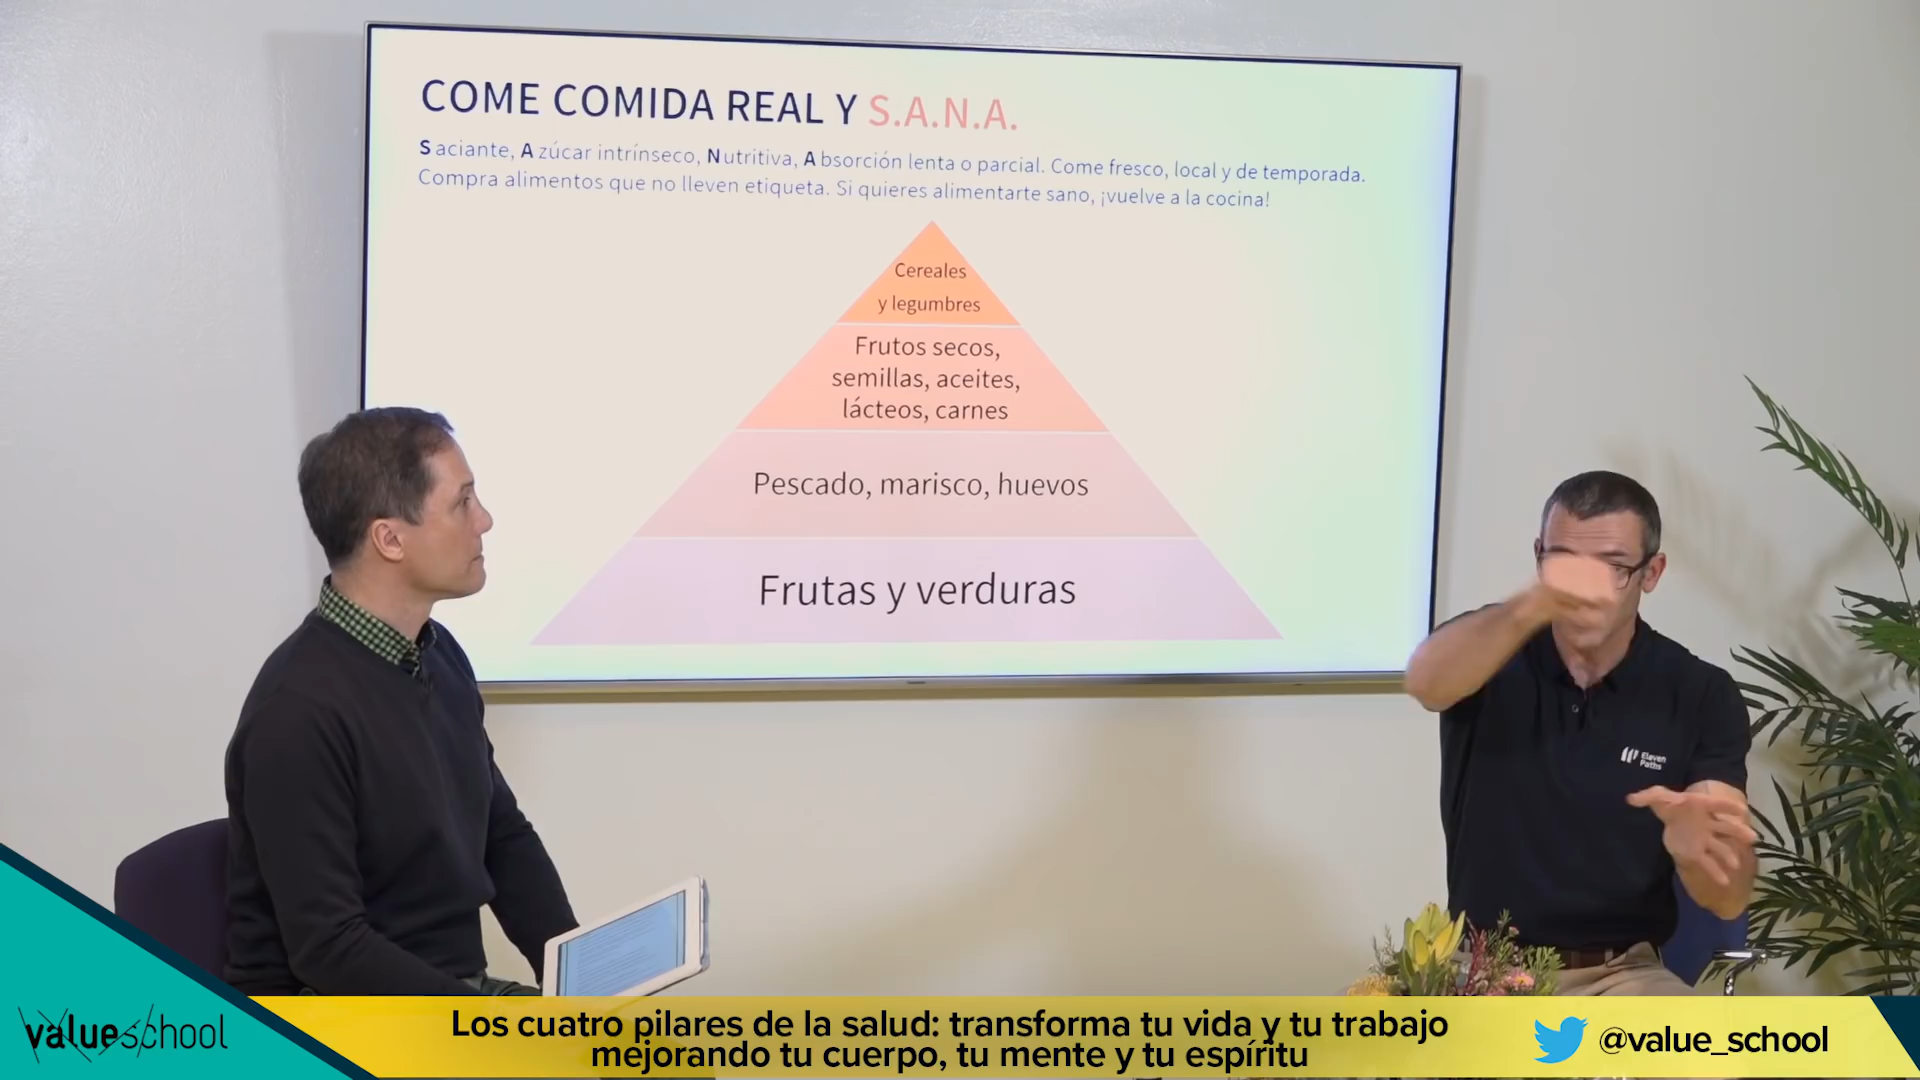 COME COMIDA REAL Y S.A.N.A.
Saciante, Azúcar intrínseco, Nutritiva, Absorción lenta o parcial. Come fresco, local y de temporada.
Compra alimentos que no lleven etiqueta. Si quieres alimentarte sano, ¡vuelve a la cocina!
Cereales
y legumbres
Frutos secos,
semillas, aceites,
lácteos, carnes
Pescado, marisco, huevos
Frutas y verduras
Eleven
Paths
valueschool
Los cuatro pilares de la salud: transforma tu vida y tu trabajo
mejorando tu cuerpo, tu mente y tu espíritu
@value_school